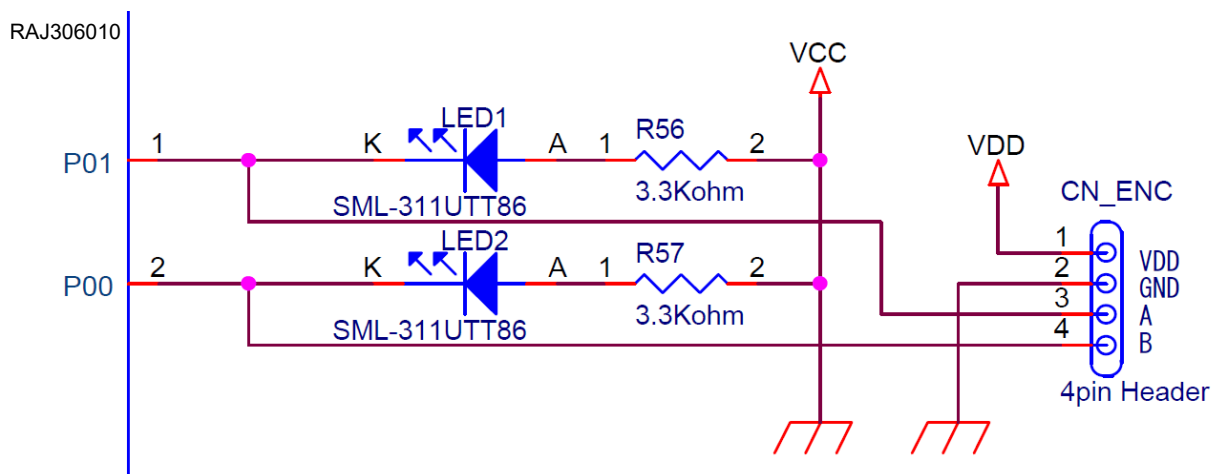 RAJ306010
VCC
P01 1 K LED1 A 1 R56 2
SML-311UTT86 3.3Kohm
VDD
CN_ENC
P00 2 K LED2 A 1 R57 2
SML-311UTT86 3.3Kohm
1 VDD
2 GND
3 A
4 B
4pin Header